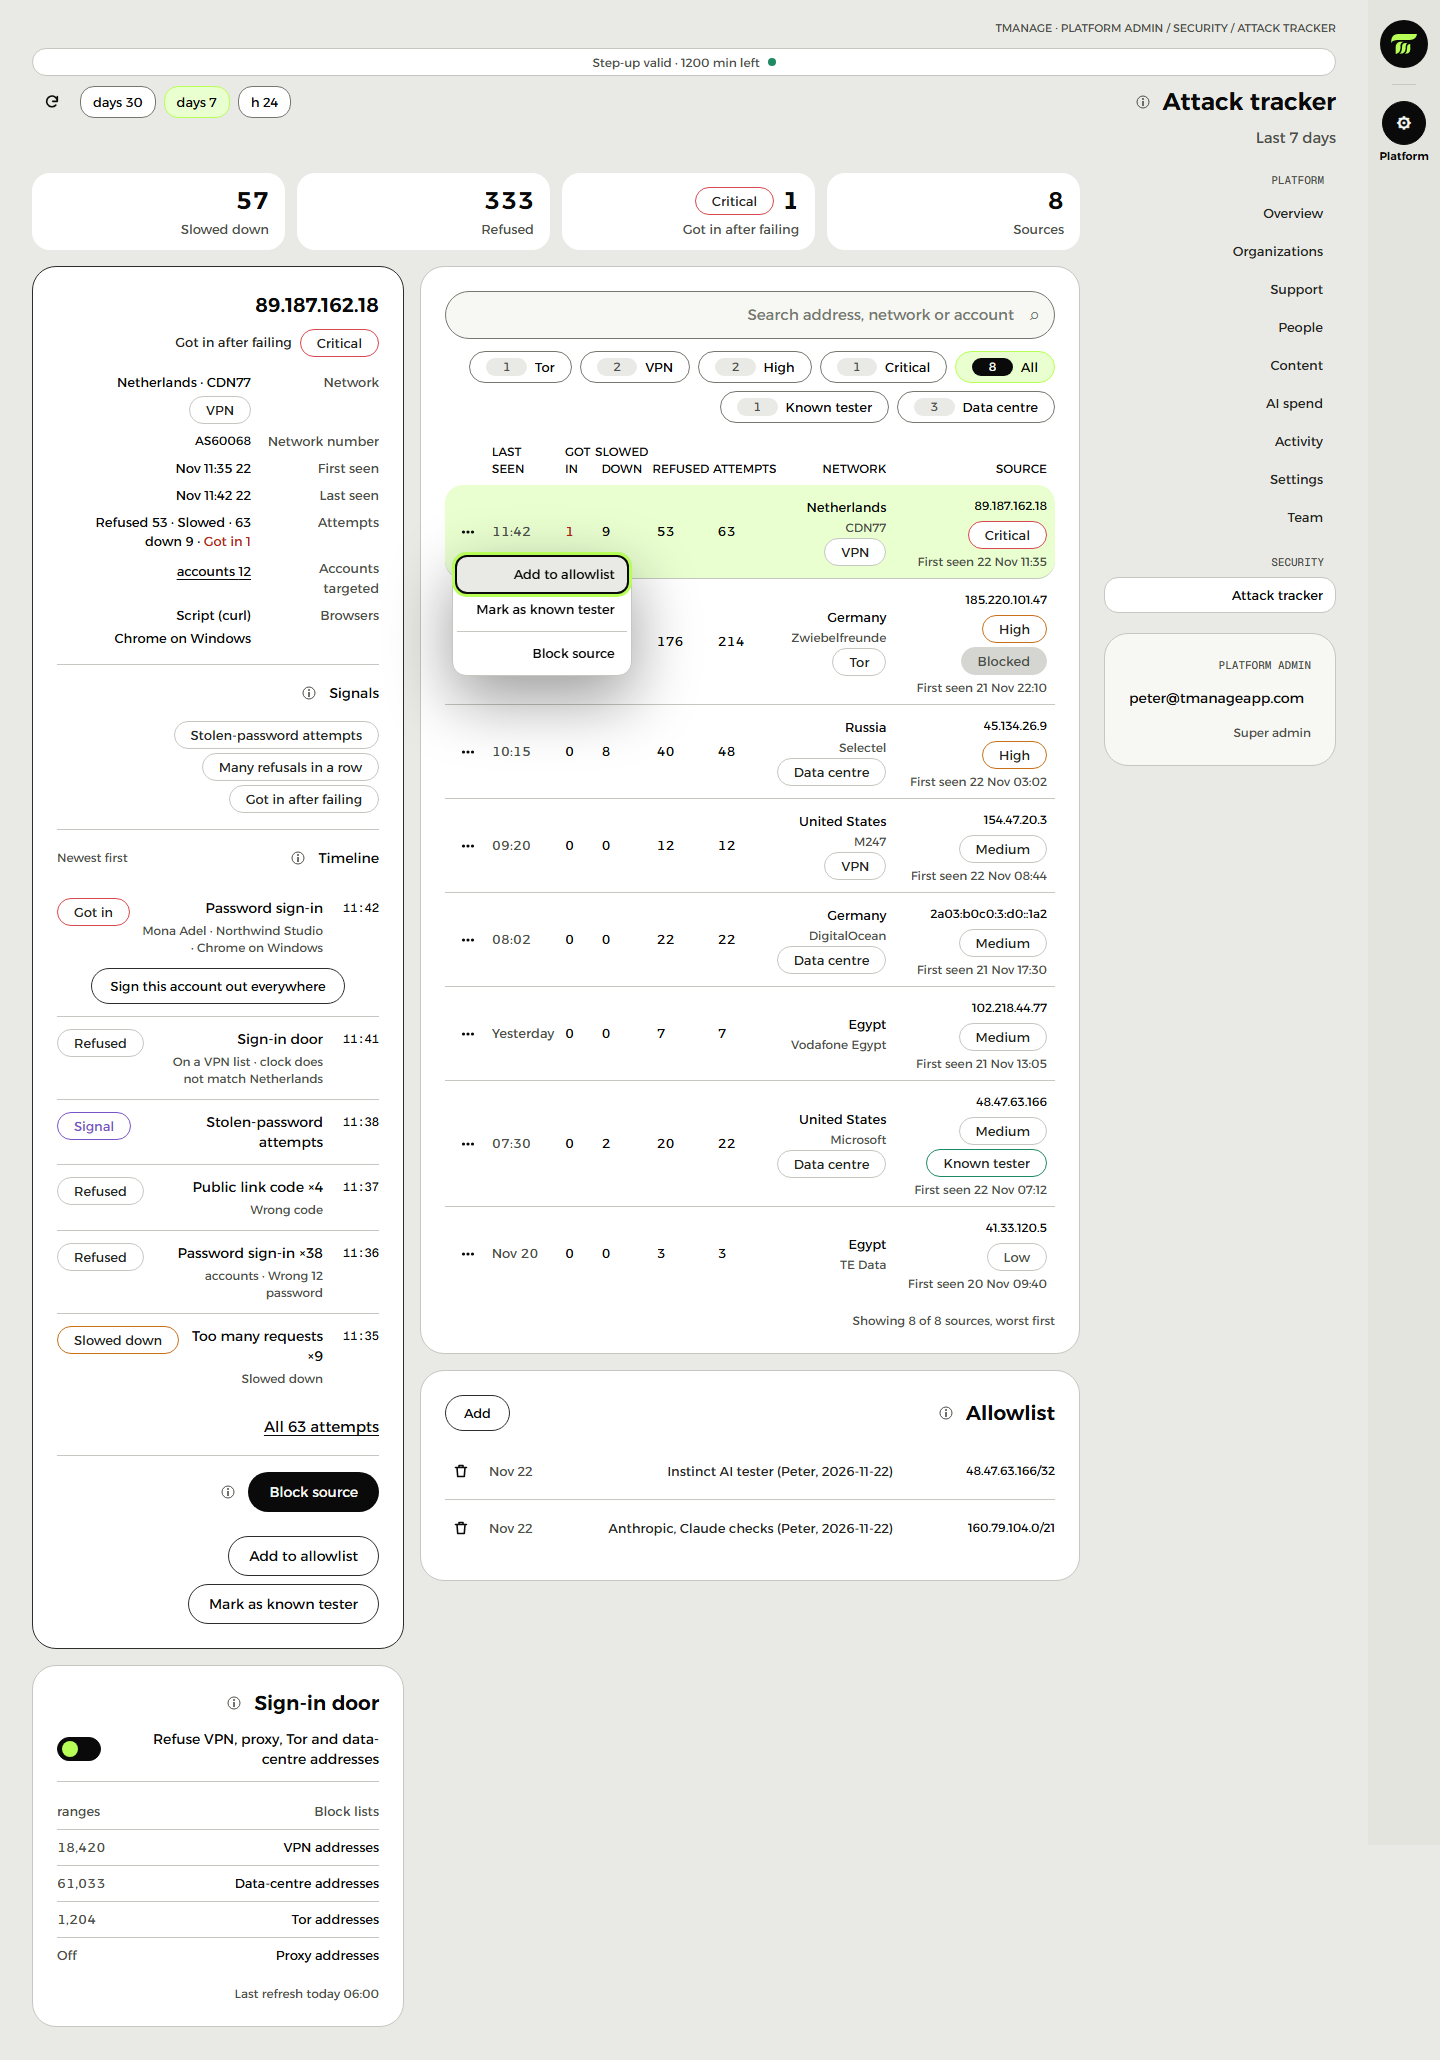 TMANAGE · PLATFORM ADMIN / SECURITY / ATTACK TRACKER
Step-up valid · 1200 min left
Attack tracker
days 30
days 7
h 24
Last 7 days
Platform
8
Sources
1
Critical
Got in after failing
333
Refused
57
Slowed down
PLATFORM
Overview
Organizations
Support
People
Content
AI spend
Activity
Settings
Team
SECURITY
Attack tracker
PLATFORM ADMIN
peter@tmanageapp.com
Super admin
Search address, network or account
All 8
Critical 1
High 2
VPN 2
Tor 1
Data centre 3
Known tester 1
SOURCE
NETWORK
ATTEMPTS
REFUSED
SLOWED DOWN
GOT IN
LAST SEEN
89.187.162.18
Critical
First seen 22 Nov 11:35
Netherlands
CDN77
VPN
63
53
9
1
11:42
Add to allowlist
Mark as known tester
Block source
185.220.101.47
High
Blocked
First seen 21 Nov 22:10
Germany
Zwiebelfreunde
Tor
214
176
45.134.26.9
High
First seen 22 Nov 03:02
Russia
Selectel
Data centre
48
40
8
0
10:15
154.47.20.3
Medium
First seen 22 Nov 08:44
United States
M247
VPN
12
12
0
0
09:20
2a03:b0c0:3:d0::1a2
Medium
First seen 21 Nov 17:30
Germany
DigitalOcean
Data centre
22
22
0
0
08:02
102.218.44.77
Medium
First seen 21 Nov 13:05
Egypt
Vodafone Egypt
7
7
0
0
Yesterday
48.47.63.166
Medium
Known tester
First seen 22 Nov 07:12
United States
Microsoft
Data centre
22
20
2
0
07:30
41.33.120.5
Low
First seen 20 Nov 09:40
Egypt
TE Data
3
3
0
0
Nov 20
Showing 8 of 8 sources, worst first
Allowlist
Add
48.47.63.166/32
Instinct AI tester (Peter, 2026-11-22)
Nov 22
160.79.104.0/21
Anthropic, Claude checks (Peter, 2026-11-22)
Nov 22
89.187.162.18
Critical
Got in after failing
Network
Netherlands · CDN77
VPN
Network number
AS60068
First seen
Nov 11:35 22
Last seen
Nov 11:42 22
Attempts
Refused 53 · Slowed · 63
down 9 · Got in 1
Accounts
targeted
accounts 12
Browsers
Script (curl)
Chrome on Windows
Signals
Stolen-password attempts
Many refusals in a row
Got in after failing
Timeline
Newest first
11:42
Password sign-in
Mona Adel · Northwind Studio
· Chrome on Windows
Got in
Sign this account out everywhere
11:41
Sign-in door
On a VPN list · clock does
not match Netherlands
Refused
11:38
Stolen-password
attempts
Signal
11:37
Public link code ×4
Wrong code
Refused
11:36
Password sign-in ×38
accounts · Wrong 12
password
Refused
11:35
Too many requests
×9
Slowed down
Slowed down
All 63 attempts
Block source
Add to allowlist
Mark as known tester
Sign-in door
Refuse VPN, proxy, Tor and data-
centre addresses
Block lists
ranges
VPN addresses
18,420
Data-centre addresses
61,033
Tor addresses
1,204
Proxy addresses
Off
Last refresh today 06:00